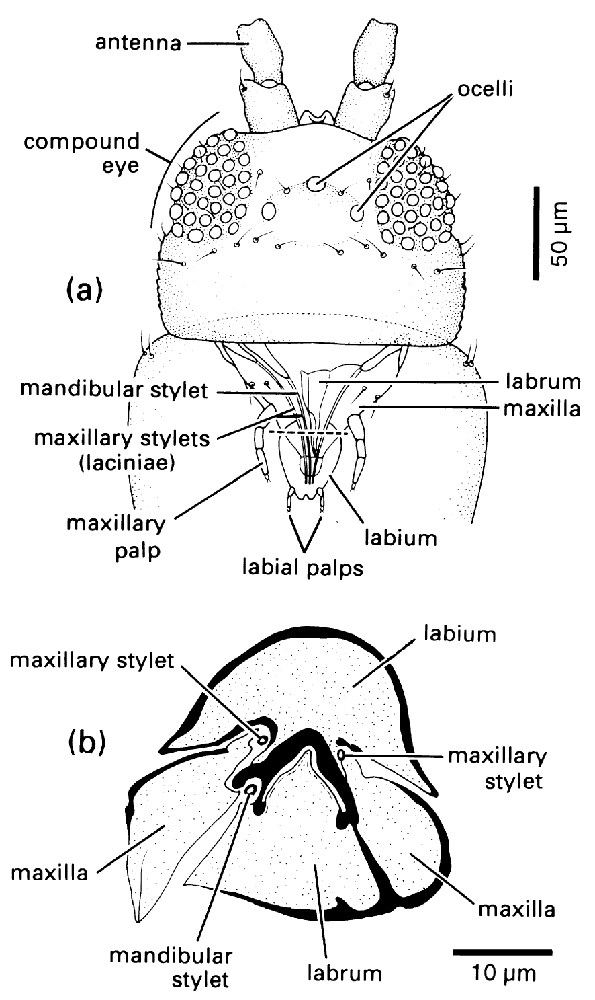 antenna
ocelli
compound
eye
50 µm
(a)
mandibular stylet
labrum
maxilla
maxillary stylets
(laciniae)
maxillary
palp
labium
labial palps
labium
maxillary stylet
(b)
maxillary
stylet
maxilla
maxilla
mandibular
stylet
labrum
10 µm